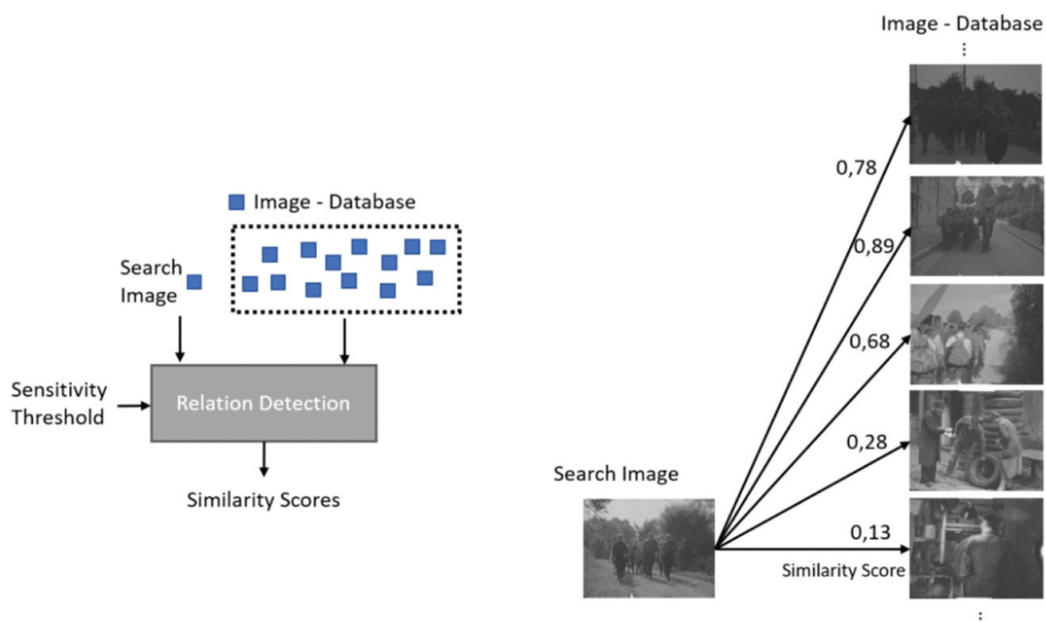 Image - Database
Search
Image
Sensitivity
Threshold
Relation Detection
Similarity Scores
Image - Database
⋮
0,78
0,89
0,68
0,28
0,13
Search Image
Similarity Score
⋮